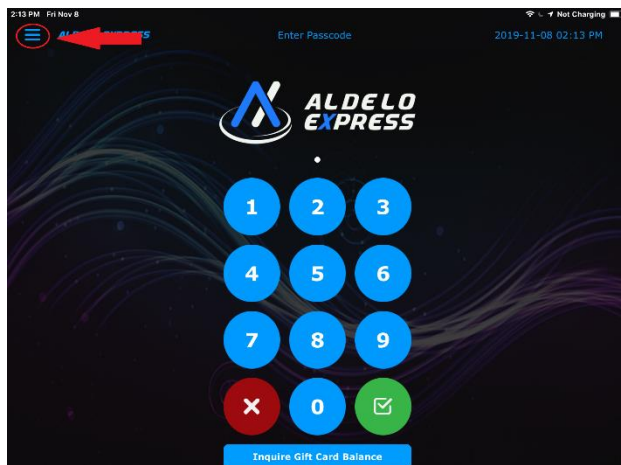 2:13 PM Fri Nov 8
Not Charging
Enter Passcode
2019-11-08 02:13 PM
ALDELO
EXPRESS
1 2 3
4 5 6
7 8 9
0
Inquire Gift Card Balance